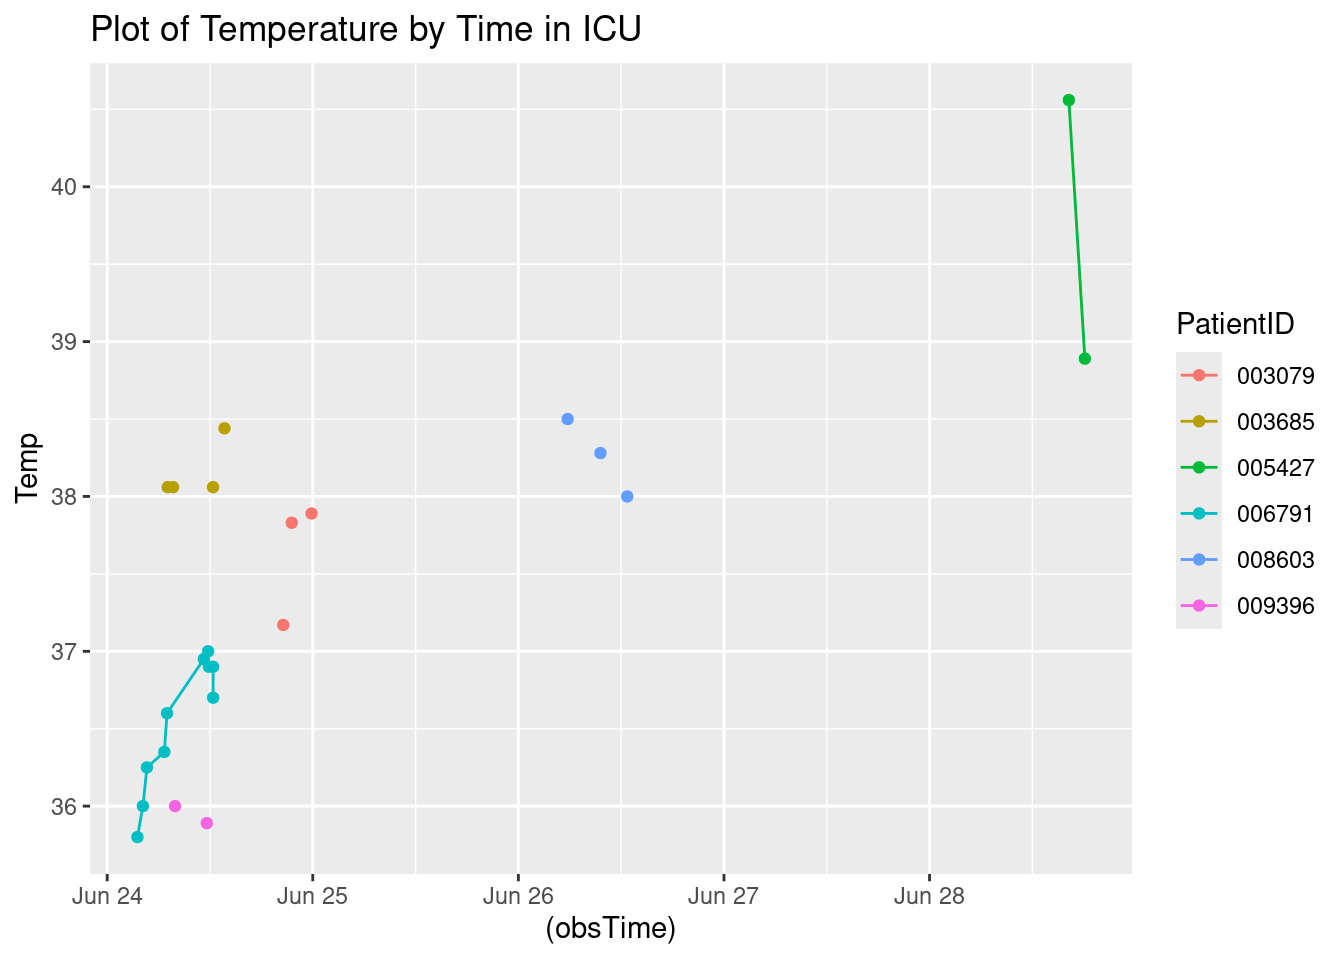 Plot of Temperature by Time in ICU
Temp
40
39
38
37
36
Jun 24
Jun 25
Jun 26
Jun 27
Jun 28
(obsTime)
PatientID
003079
003685
005427
006791
008603
009396